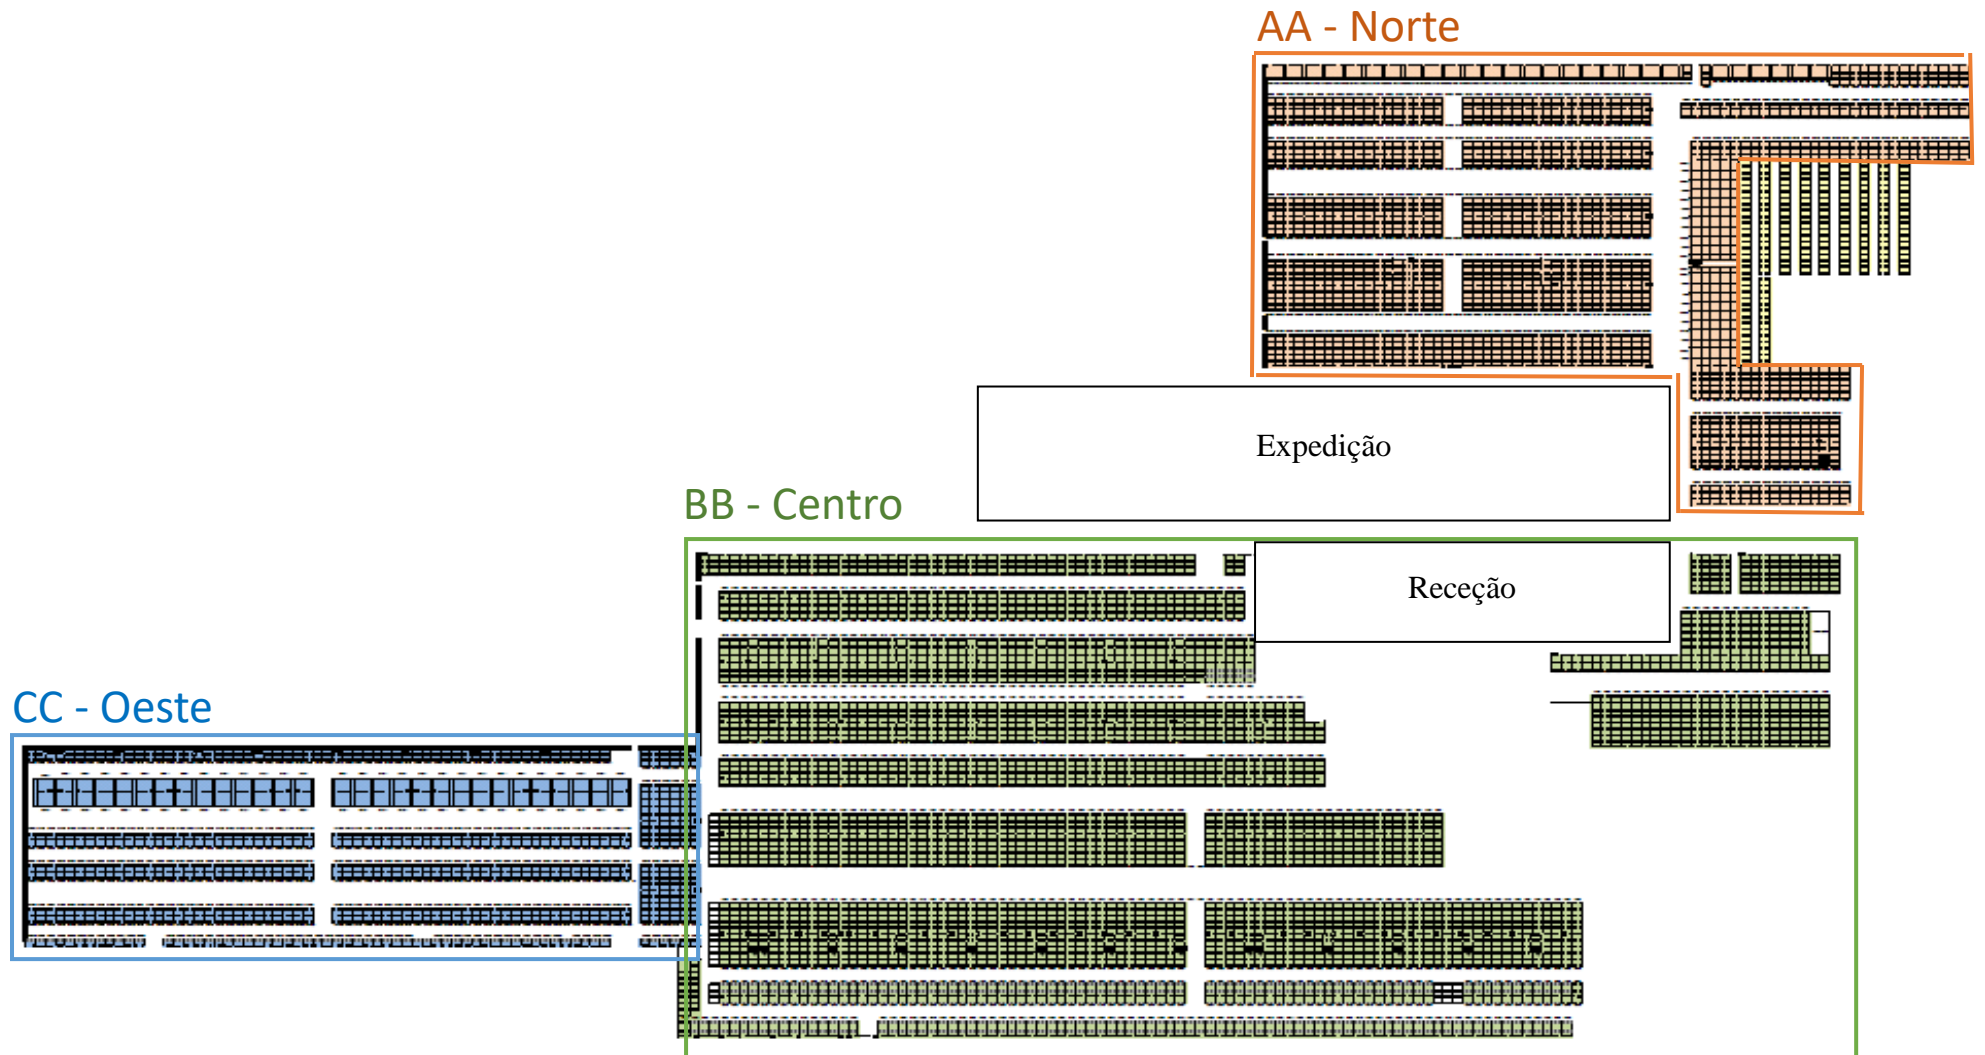 AA - Norte
Expedição
BB - Centro
Receção
CC - Oeste